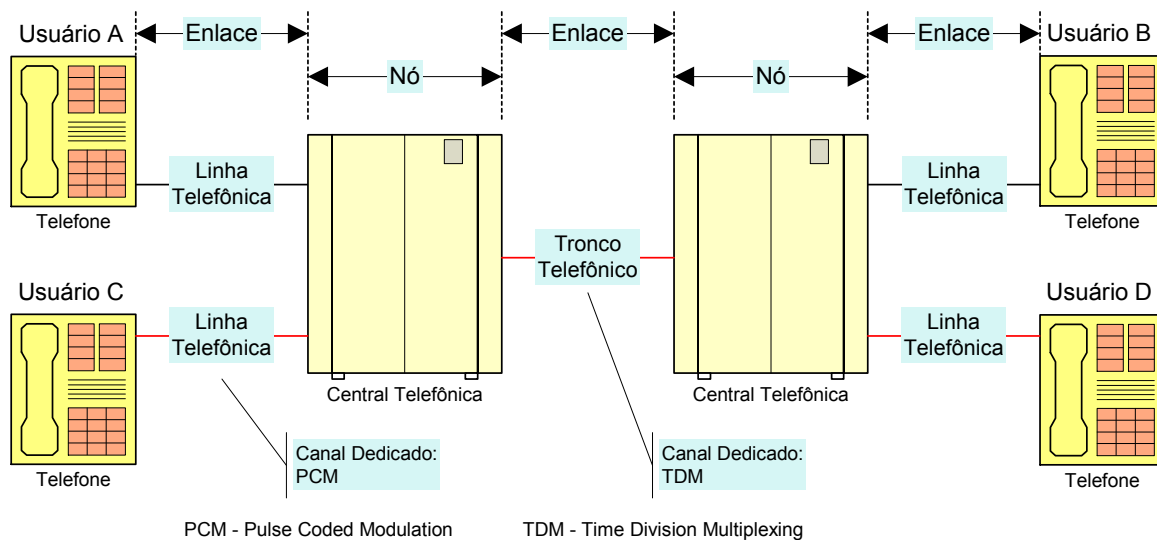 Usuário A
Enlace
Enlace
Enlace
Usuário B
Nó
Nó
Linha
Telefônica
Linha
Telefônica
Telefone
Telefone
Tronco
Telefônico
Usuário C
Usuário D
Linha
Telefônica
Linha
Telefônica
Central Telefônica
Central Telefônica
Telefone
Telefone
Canal Dedicado:
PCM
Canal Dedicado:
TDM
PCM - Pulse Coded Modulation
TDM - Time Division Multiplexing